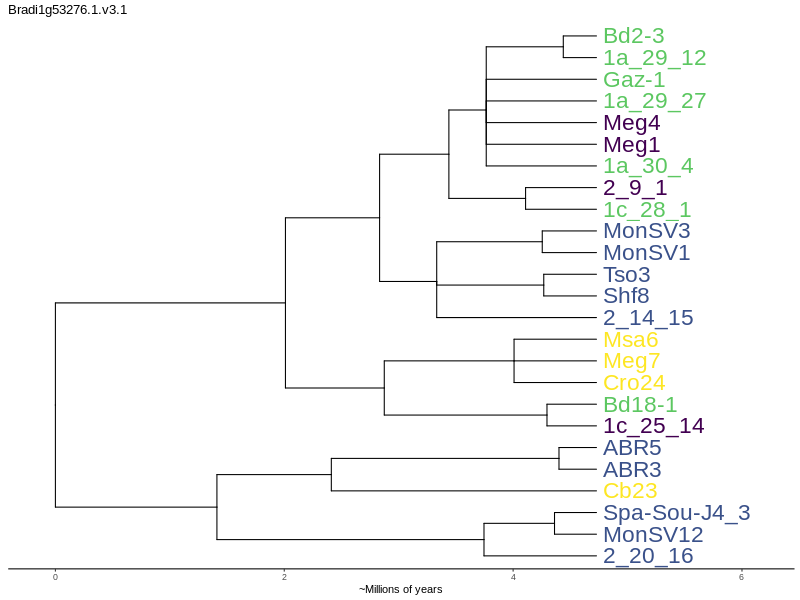 Bradi1g53276.1.v3.1
Bd2-3
1a_29_12
Gaz-1
1a_29_27
Meg4
Meg1
1a_30_4
2_9_1
1c_28_1
MonSV3
MonSV1
Tso3
Shf8
2_14_15
Msa6
Meg7
Cro24
Bd18-1
1c_25_14
ABR5
ABR3
Cb23
Spa-Sou-J4_3
MonSV12
2_20_16
0 2 4 6
~Millions of years